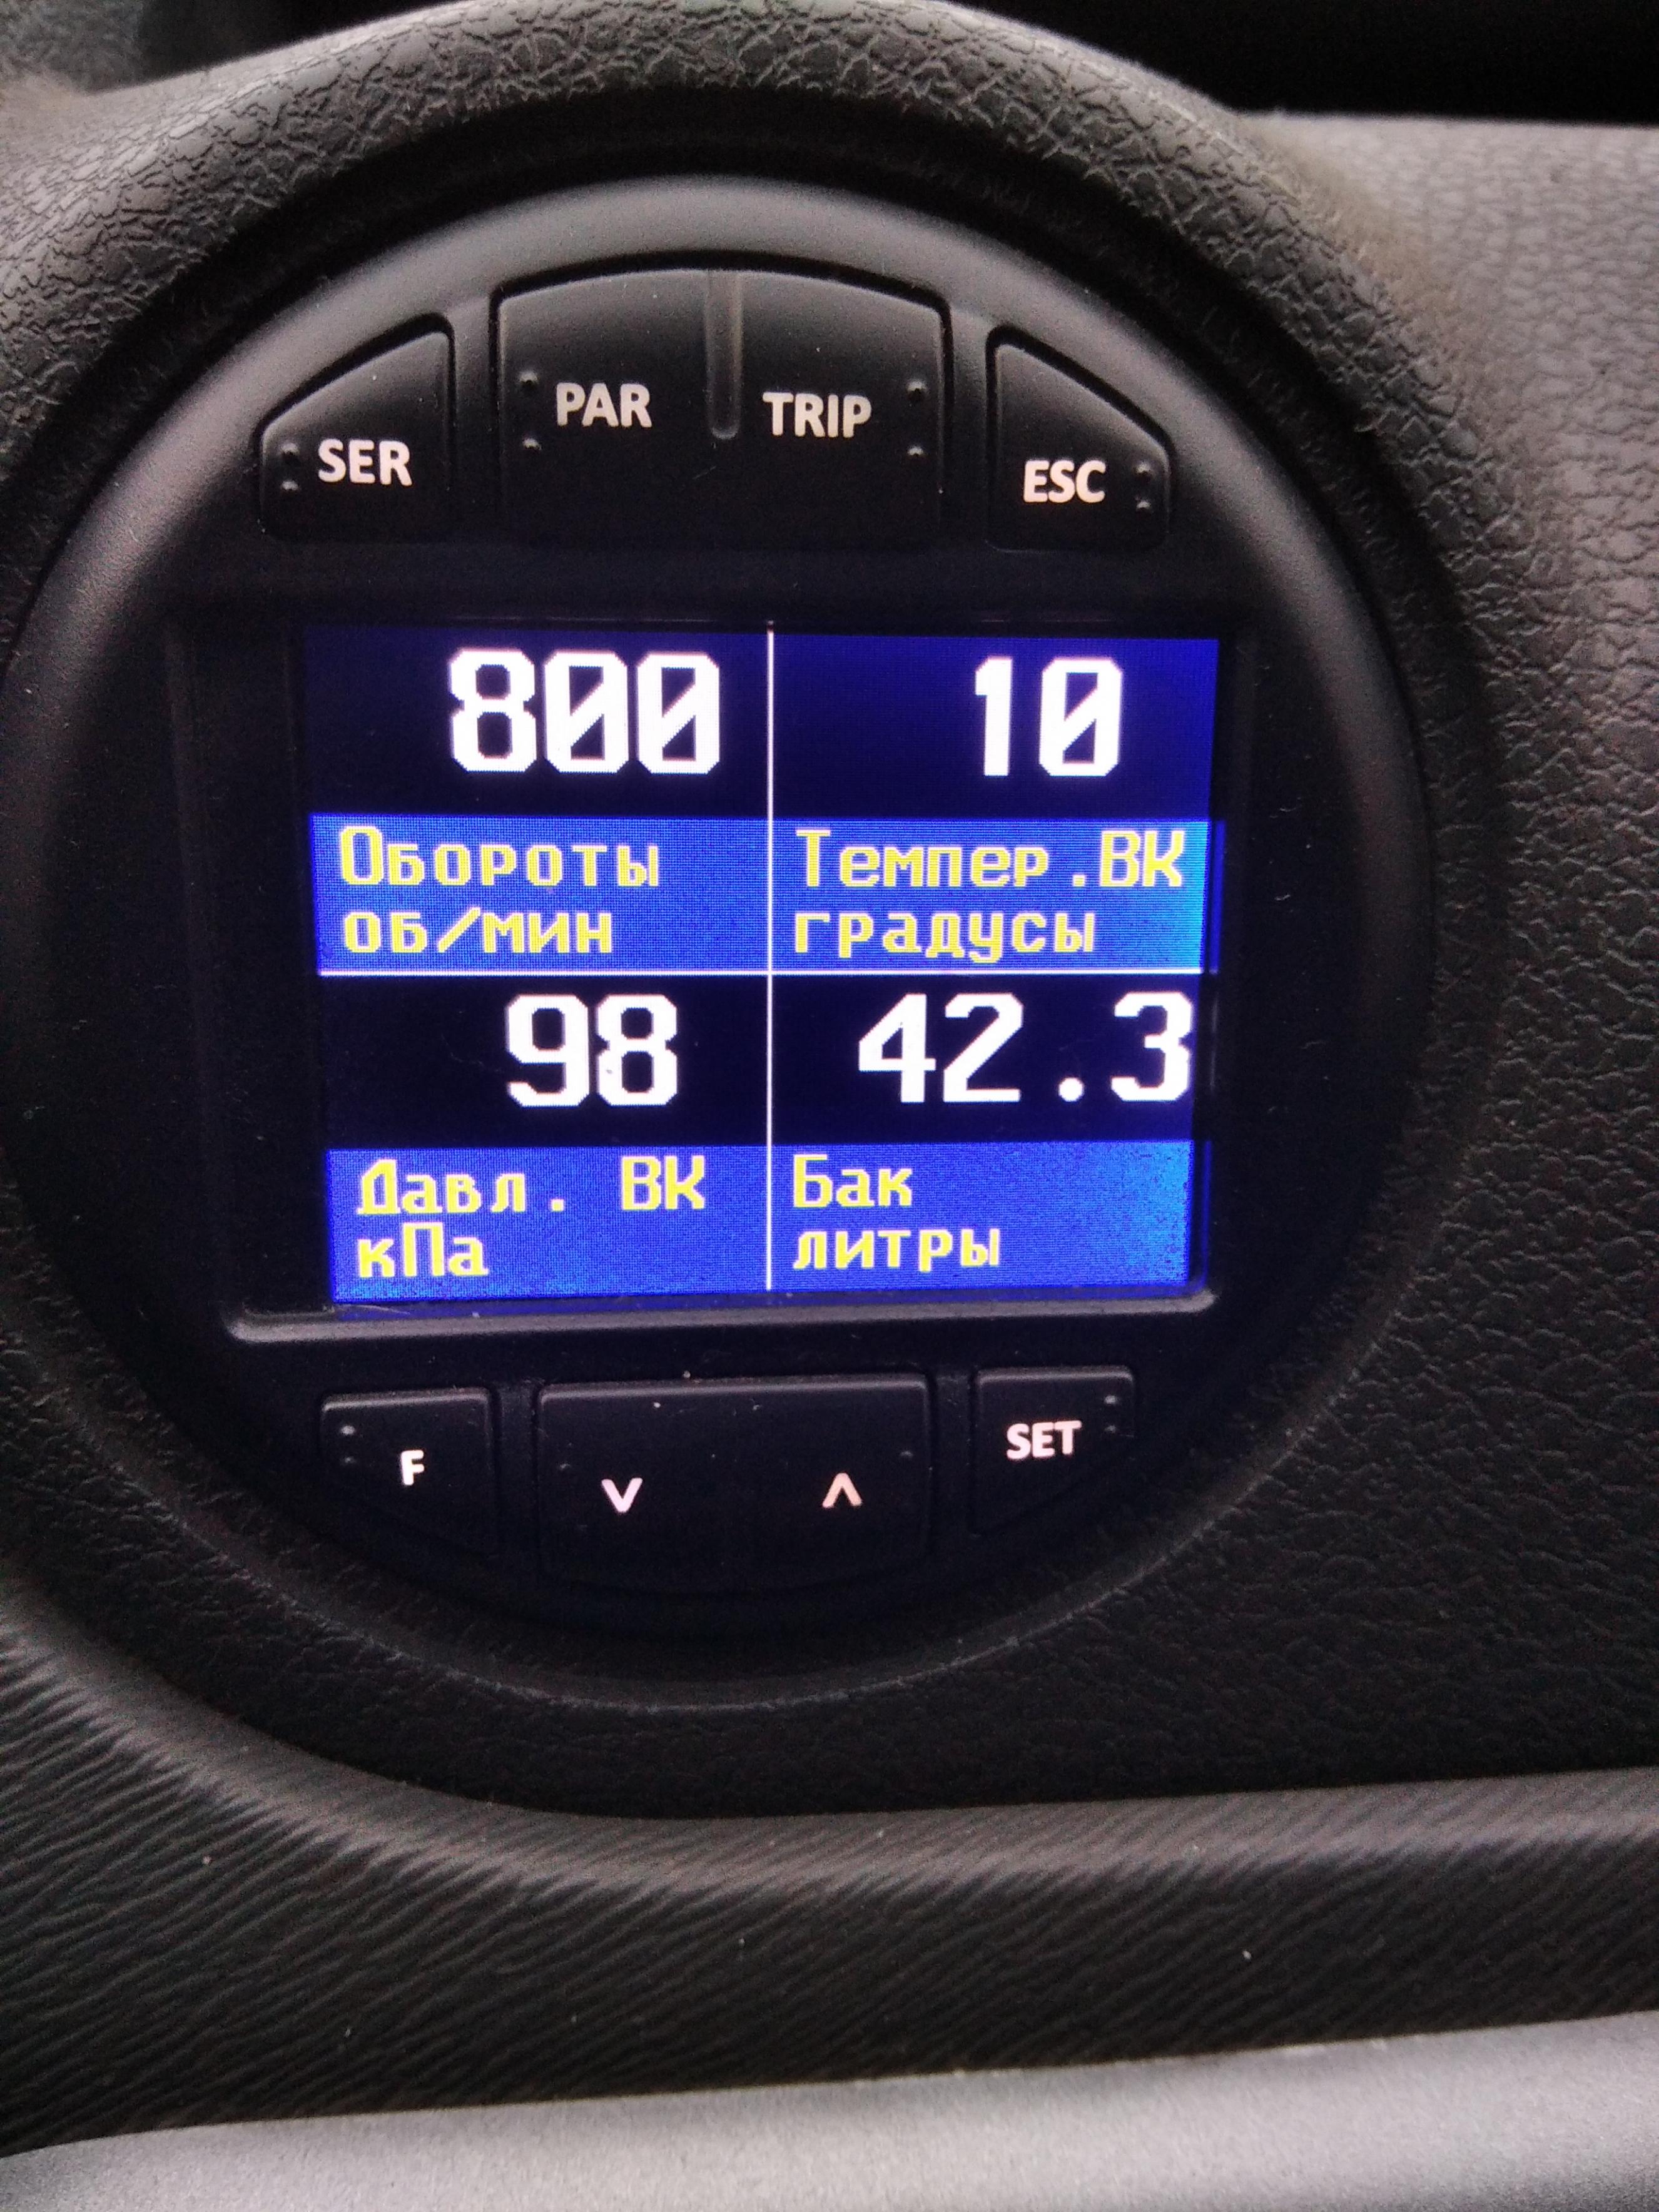 SER
PAR
TRIP
ESC
800
10
Обороты
об/мин
Темпер.ВК
градусы
98
42.3
Давл. ВК
кПа
Бак
литры
F
SET